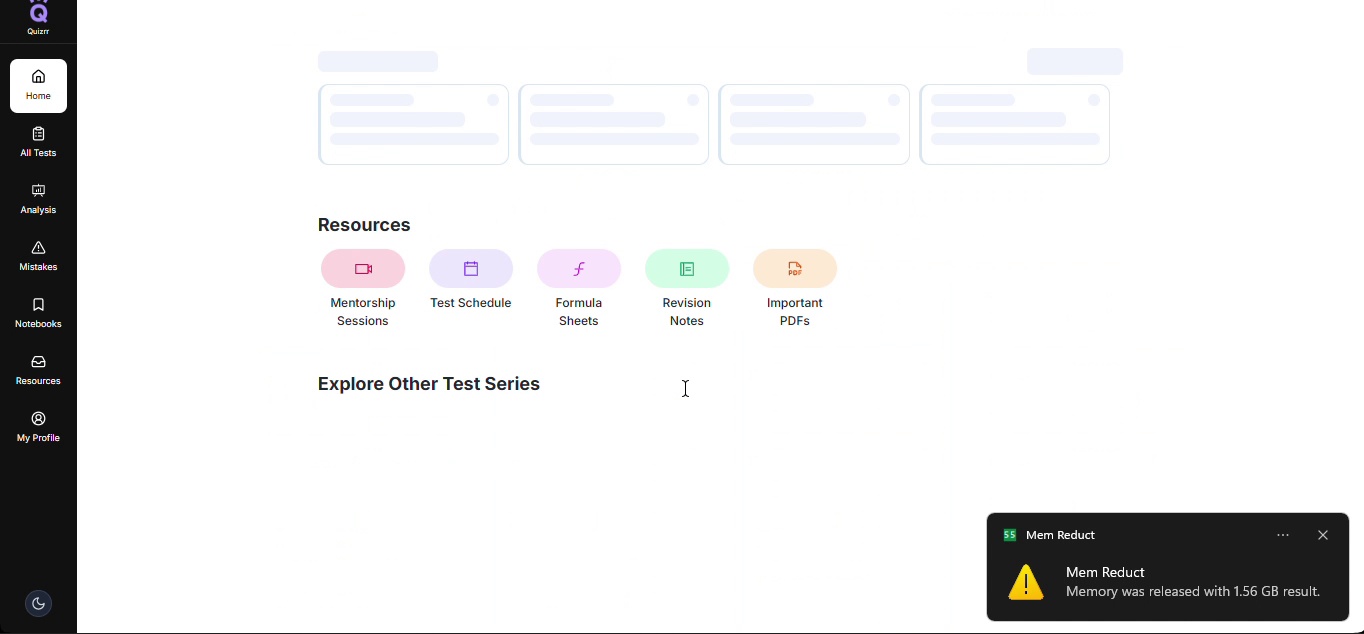 Quizrr
Home
All Tests
Analysis
Mistakes
Notebooks
Resources
My Profile
Resources
Mentorship
Sessions
Test Schedule
Formula
Sheets
Revision
Notes
PDF
Important
PDFs
Explore Other Test Series
55
Mem Reduct
Mem Reduct
Memory was released with 1.56 GB result.